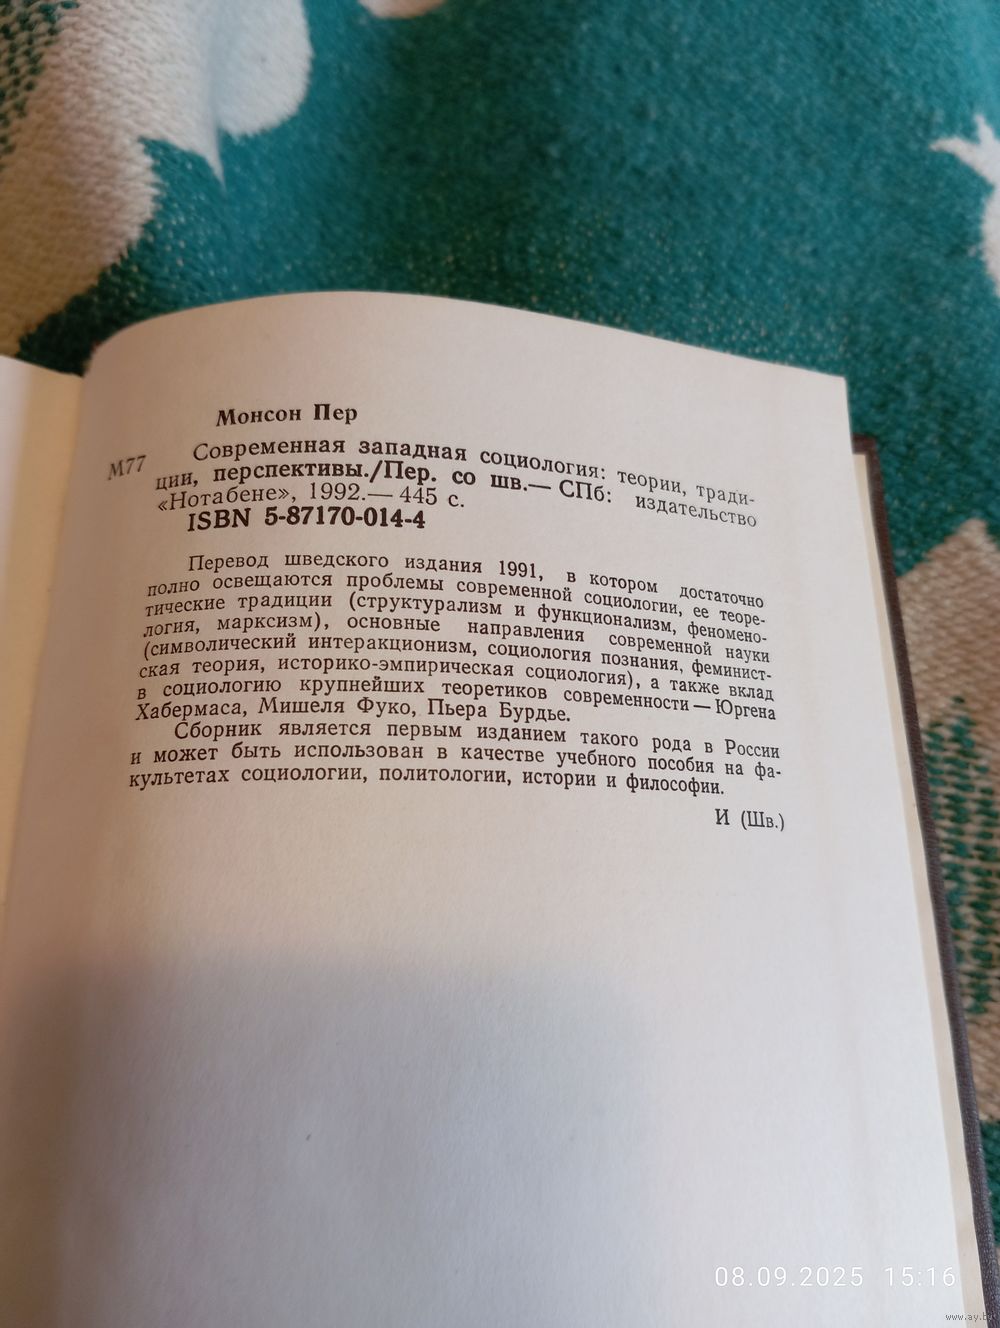 Монсон Пер
М77
Современная западная социология: теории, тради-
ции, перспективы./Пер. со шв.— СПб: издательство
«Нотабене», 1992.— 445 с.
ISBN 5-87170-014-4
Перевод шведского издания 1991, в котором достаточно
полно освещаются проблемы современной социологии, ее теоре-
тические традиции (структурализм и функционализм, феномено-
логия, марксизм), основные направления современной науки
(символический интеракционизм, социология познания, феминист-
ская теория, историко-эмпирическая социология), а также вклад
в социологию крупнейших теоретиков современности — Юргена
Хабермаса, Мишеля Фуко, Пьера Бурдье.
Сборник является первым изданием такого рода в России
и может быть использован в качестве учебного пособия на фа-
культетах социологии, политологии, истории и философии.
И (Шв.)
08.09.2025 15:16
www.ay.by